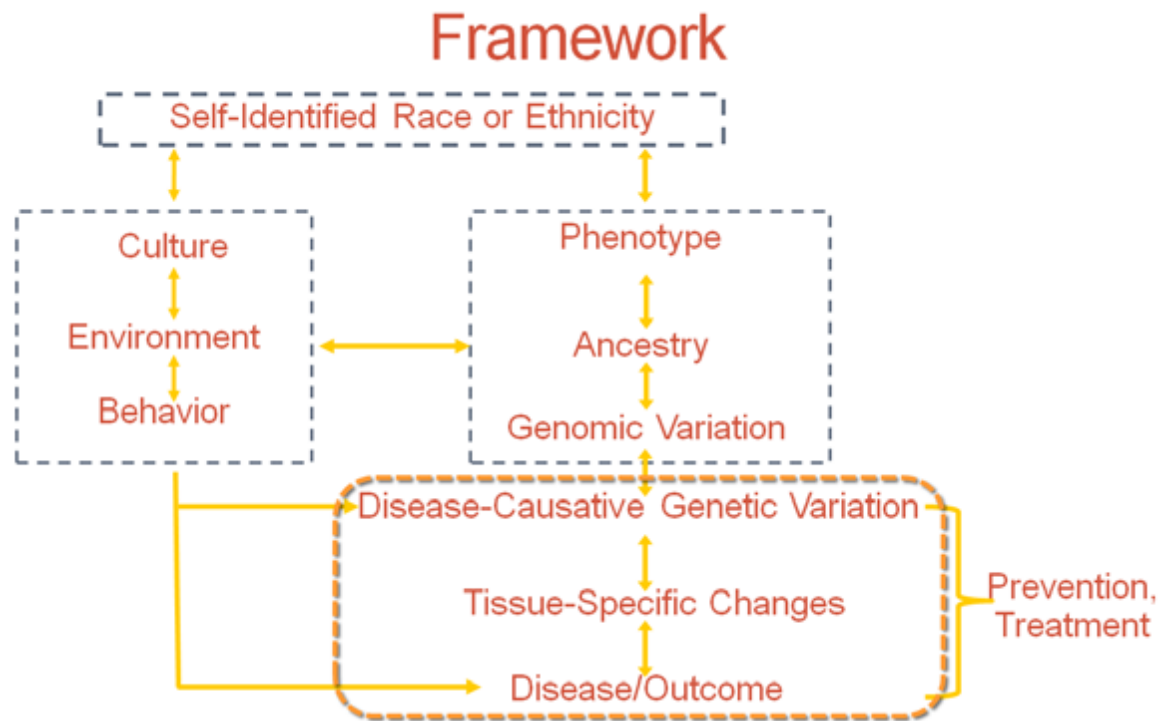 Framework
Self-Identified Race or Ethnicity
Culture
Environment
Behavior
Phenotype
Ancestry
Genomic Variation
Disease-Causative Genetic Variation
Tissue-Specific Changes
Disease/Outcome
Prevention,
Treatment